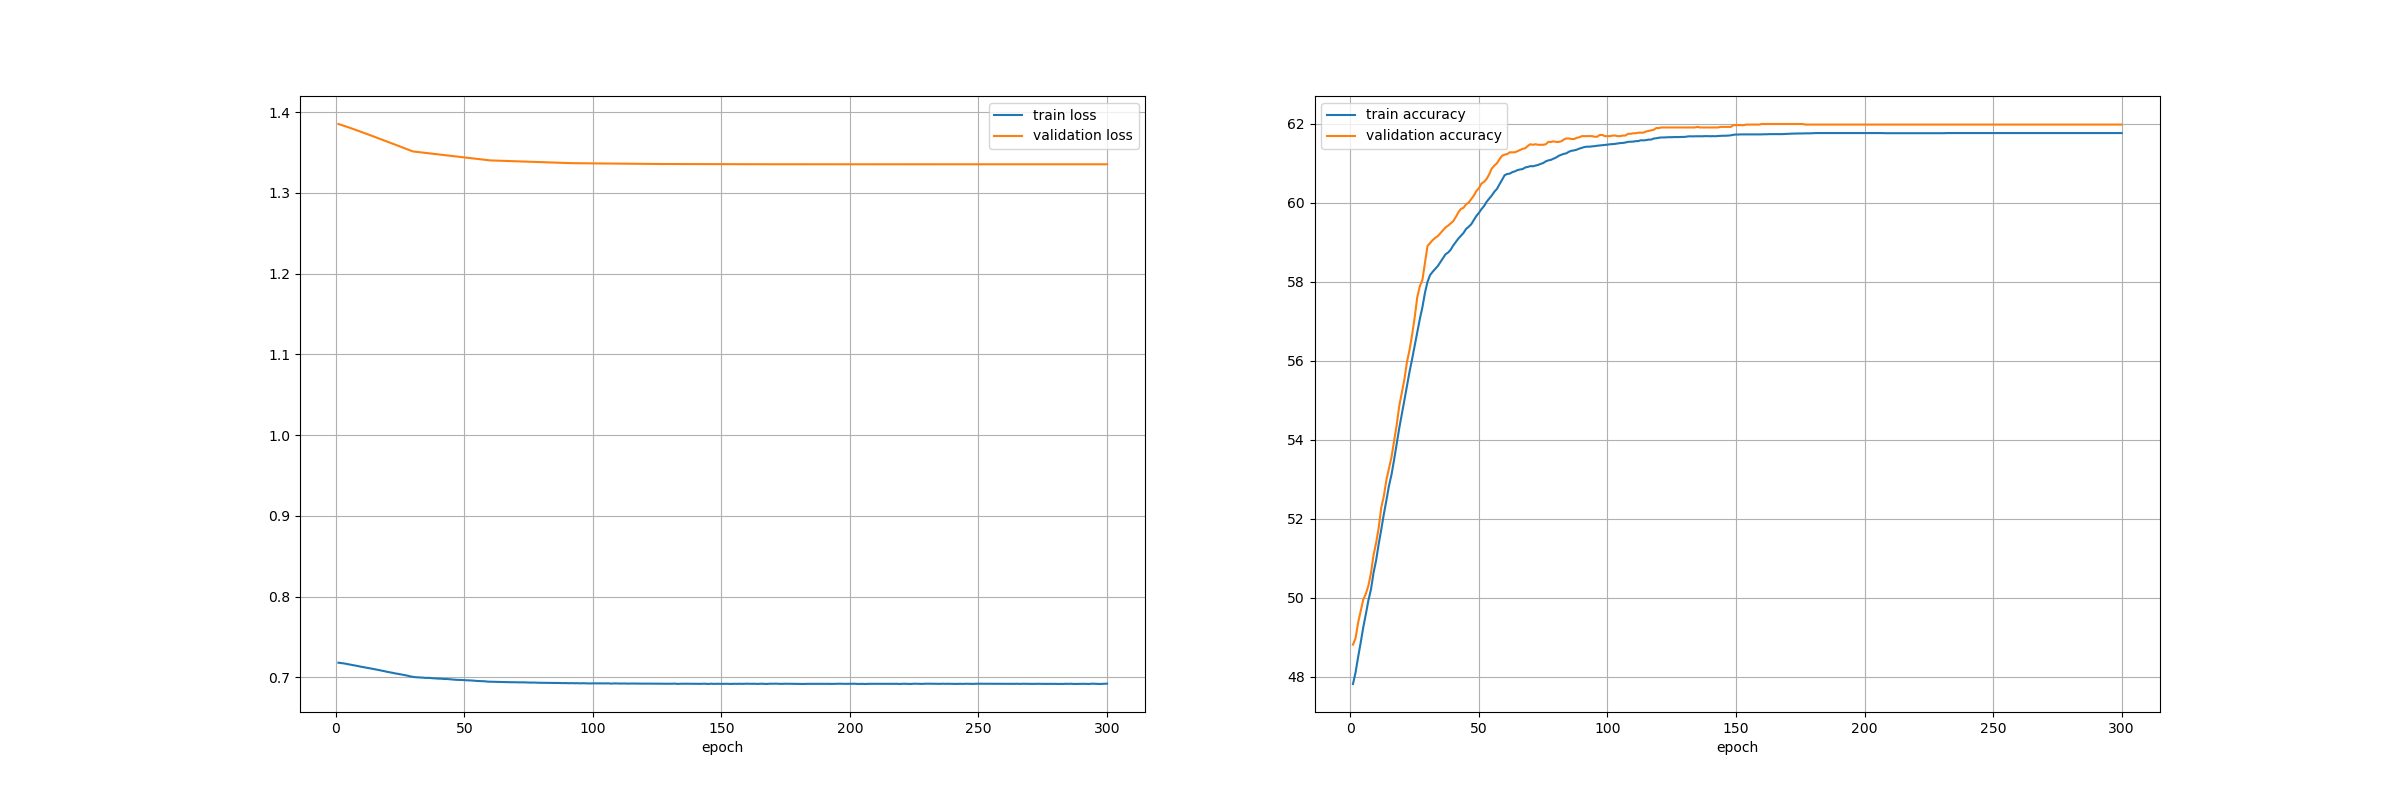 1.4
1.3
1.2
1.1
1.0
0.9
0.8
0.7
0 50 100 150 200 250 300
epoch
train loss
validation loss
62
60
58
56
54
52
50
48
0 50 100 150 200 250 300
epoch
train accuracy
validation accuracy